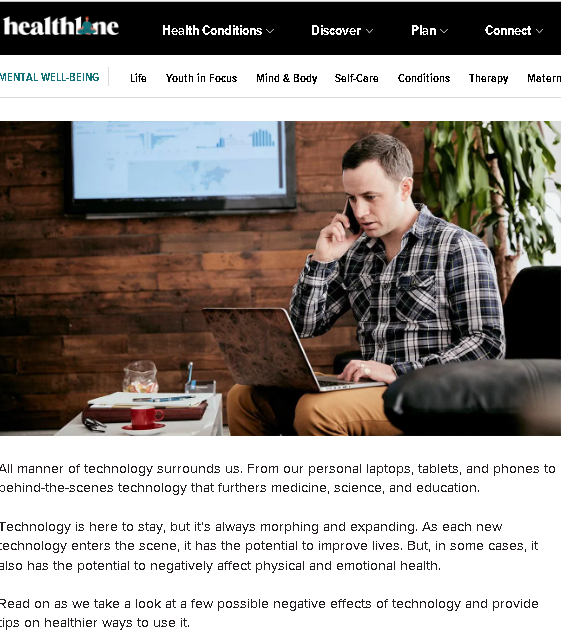 healthline
Health Conditions Discover Plan Connect
MENTAL WELL-BEING Life Youth in Focus Mind & Body Self-Care Conditions Therapy Matern
All manner of technology surrounds us. From our personal laptops, tablets, and phones to
behind-the-scenes technology that furthers medicine, science, and education.
Technology is here to stay, but it's always morphing and expanding. As each new
technology enters the scene, it has the potential to improve lives. But, in some cases, it
also has the potential to negatively affect physical and emotional health.
Read on as we take a look at a few possible negative effects of technology and provide
tips on healthier ways to use it.